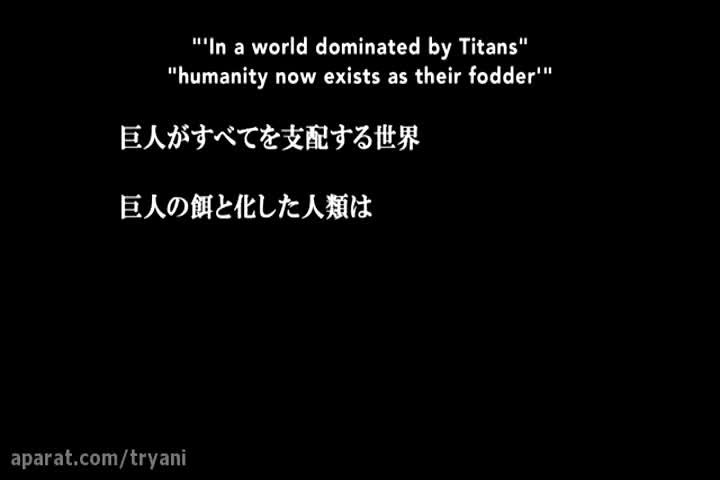 "'In a world dominated by Titans"
"humanity now exists as their fodder'"
巨人がすべてを支配する世界
巨人の餌と化した人類は
aparat.com/tryani